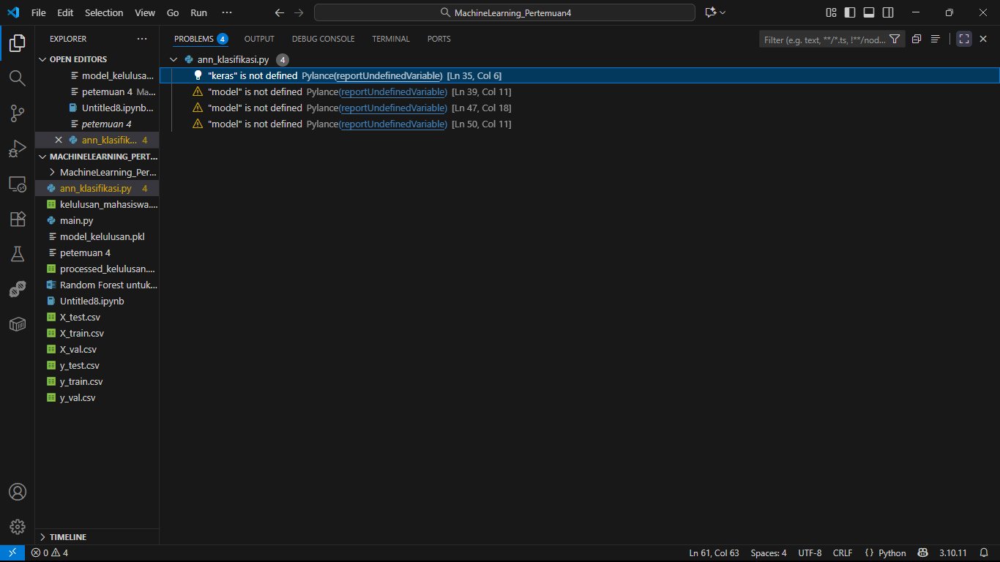 File Edit Selection View Go Run ··· MachineLearning_Pertemuan4
EXPLORER ···
OPEN EDITORS
model_kelulusa...
petemuan 4 Ma...
Untitled8.ipynb...
petemuan 4
ann_klasifik... 4
MACHINELEARNING_PERT...
MachineLearning_Per...
ann_klasifikasi.py 4
kelulusan_mahasiswa....
main.py
model_kelulusan.pkl
petemuan 4
processed_kelulusan....
Random Forest untuk...
Untitled8.ipynb
X_test.csv
X_train.csv
X_val.csv
y_test.csv
y_train.csv
y_val.csv
TIMELINE
PROBLEMS 4 OUTPUT DEBUG CONSOLE TERMINAL PORTS Filter (e.g. text, **/*.ts, !**/nod...
ann_klasifikasi.py 4
"keras" is not defined Pylance(reportUndefinedVariable) [Ln 35, Col 6]
"model" is not defined Pylance(reportUndefinedVariable) [Ln 39, Col 11]
"model" is not defined Pylance(reportUndefinedVariable) [Ln 47, Col 18]
"model" is not defined Pylance(reportUndefinedVariable) [Ln 50, Col 11]
0 4 Ln 61, Col 63 Spaces: 4 UTF-8 CRLF {} Python 3.10.11